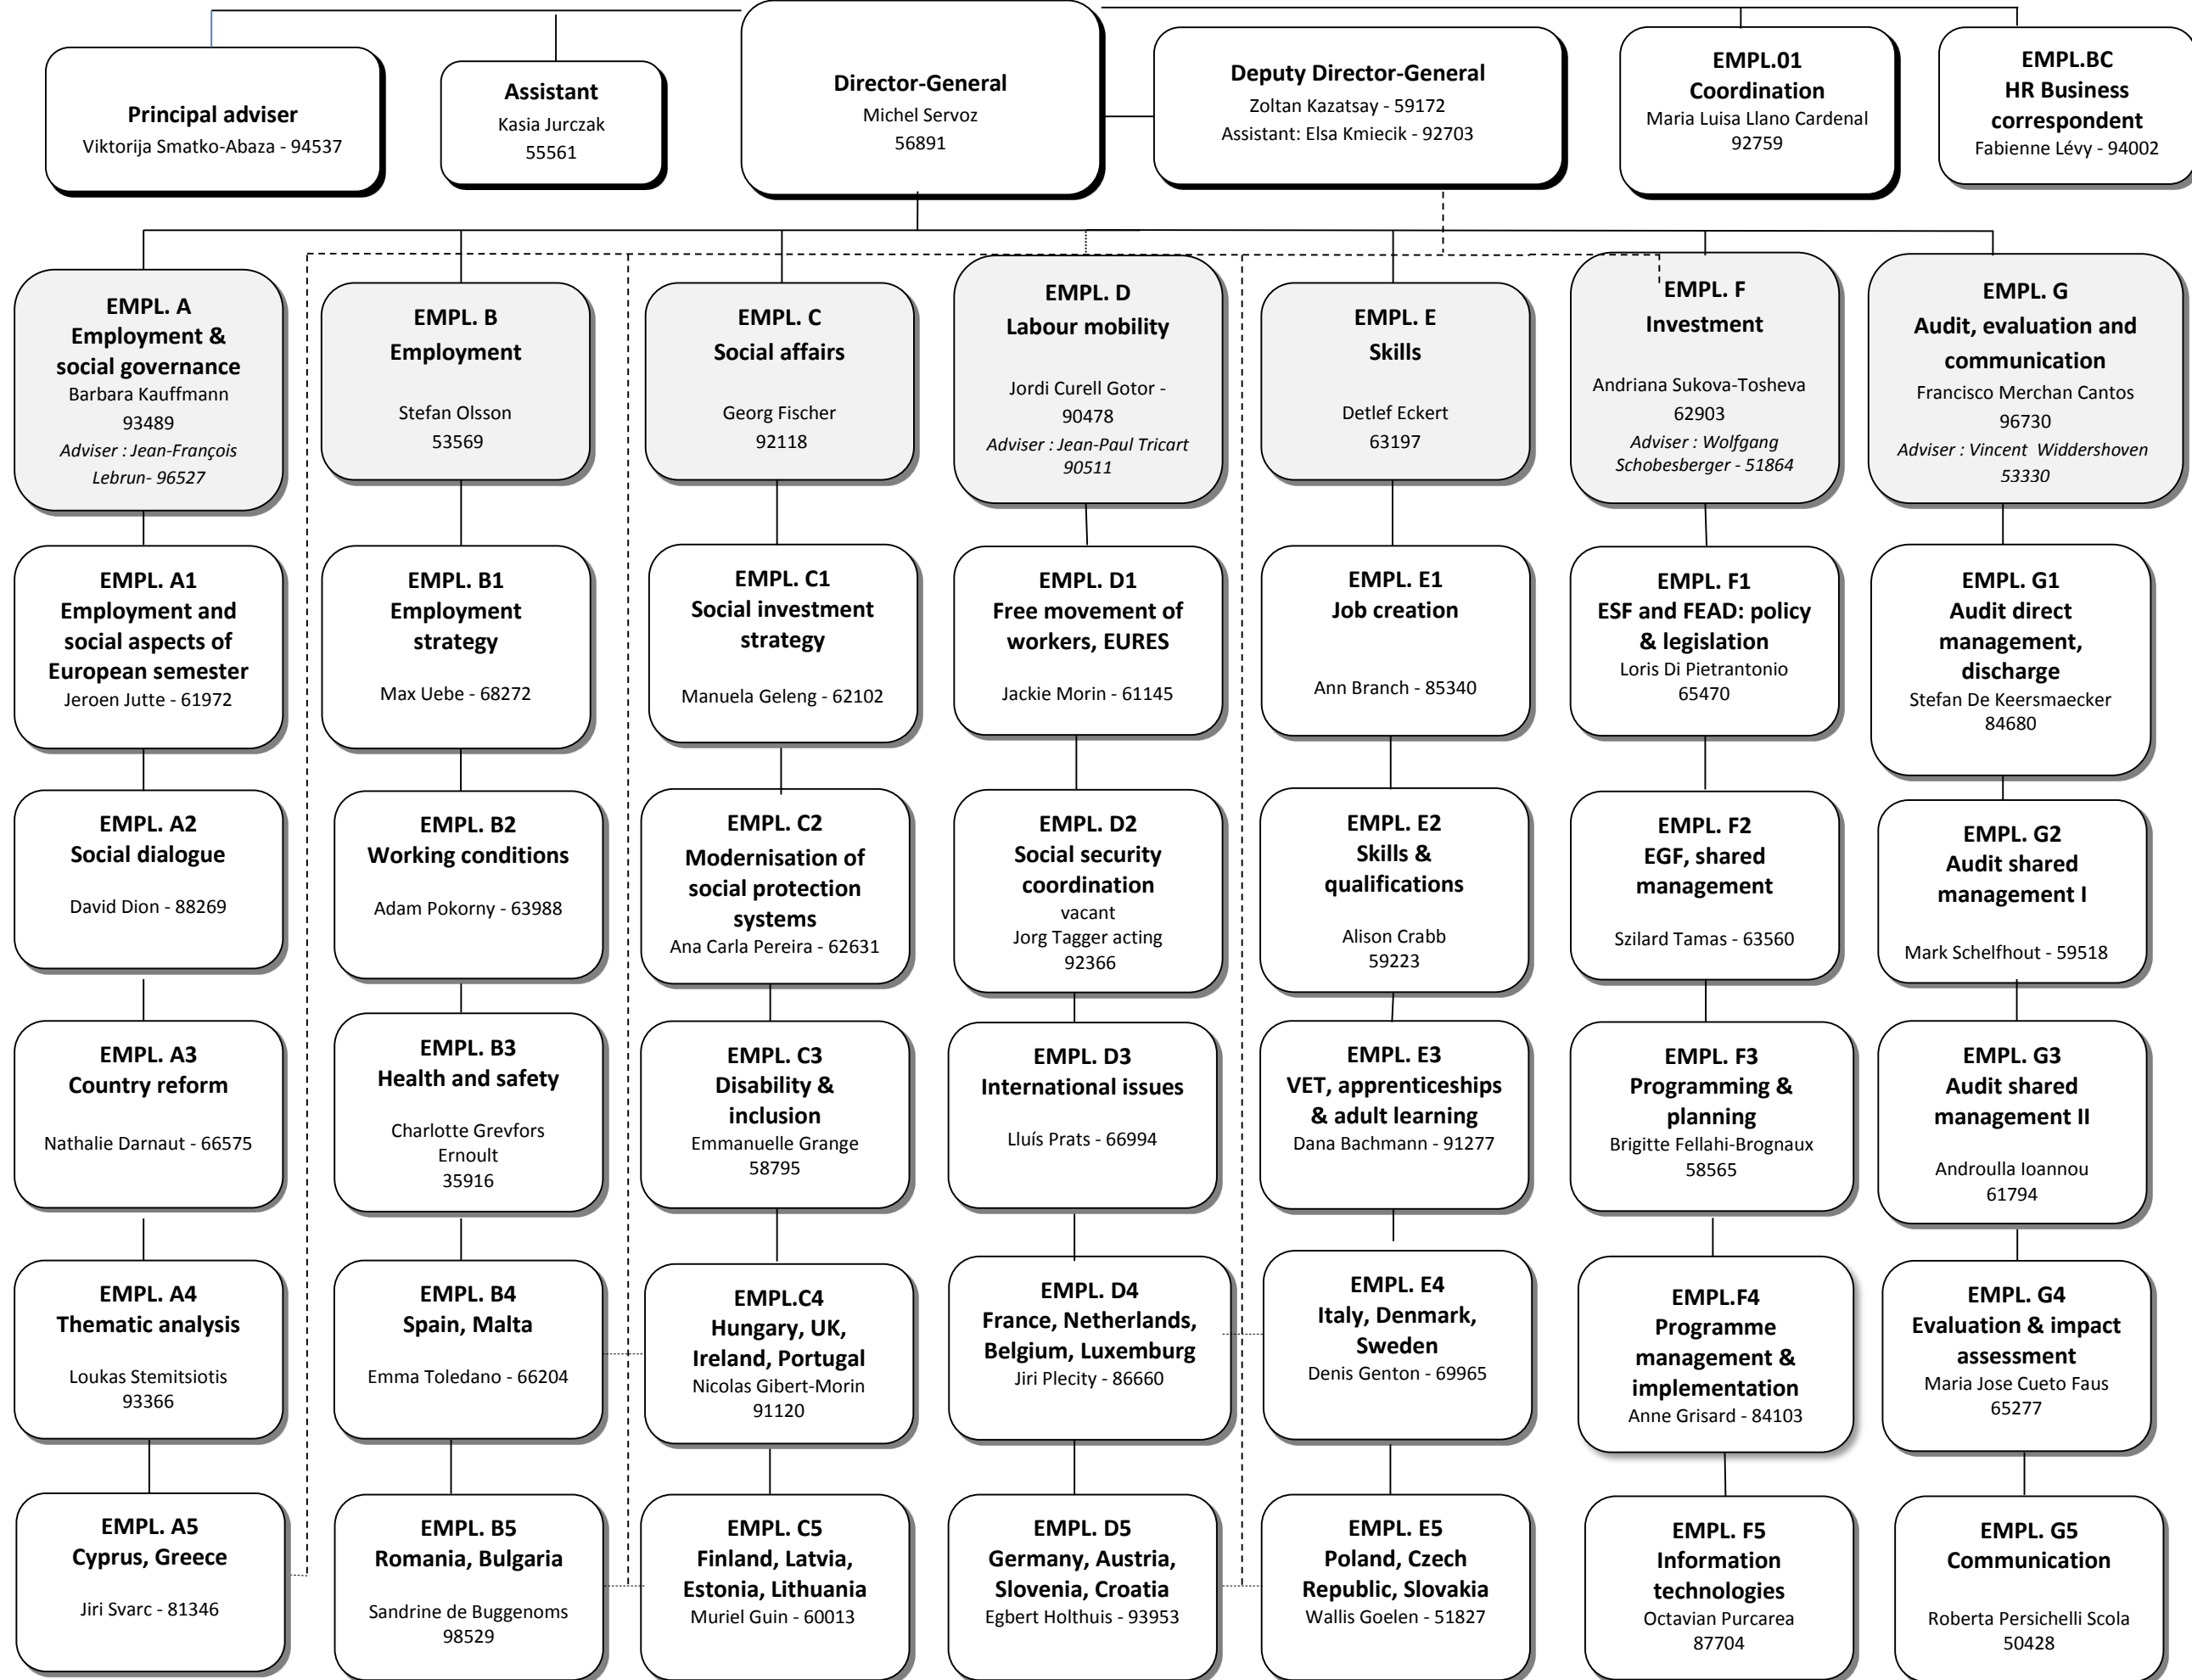 Principal adviser
Viktorija Smatko-Abaza - 94537
Assistant
Kasia Jurczak
55561
Director-General
Michel Servoz
56891
Deputy Director-General
Zoltan Kazatsay - 59172
Assistant: Elsa Kmiecik - 92703
EMPL.01
Coordination
Maria Luisa Llano Cardenal
92759
EMPL.BC
HR Business
correspondent
Fabienne Lévy - 94002
EMPL. A
Employment &
social governance
Barbara Kauffmann
93489
Adviser : Jean-François
Lebrun- 96527
EMPL. B
Employment
Stefan Olsson
53569
EMPL. C
Social affairs
Georg Fischer
92118
EMPL. D
Labour mobility
Jordi Curell Gotor -
90478
Adviser : Jean-Paul Tricart
90511
EMPL. E
Skills
Detlef Eckert
63197
EMPL. F
Investment
Andriana Sukova-Tosheva
62903
Adviser : Wolfgang
Schobesberger - 51864
EMPL. G
Audit, evaluation and
communication
Francisco Merchan Cantos
96730
Adviser : Vincent Widdershoven
53330
EMPL. A1
Employment and
social aspects of
European semester
Jeroen Jutte - 61972
EMPL. B1
Employment
strategy
Max Uebe - 68272
EMPL. C1
Social investment
strategy
Manuela Geleng - 62102
EMPL. D1
Free movement of
workers, EURES
Jackie Morin - 61145
EMPL. E1
Job creation
Ann Branch - 85340
EMPL. F1
ESF and FEAD: policy
& legislation
Loris Di Pietrantonio
65470
EMPL. G1
Audit direct
management,
discharge
Stefan De Keersmaecker
84680
EMPL. A2
Social dialogue
David Dion - 88269
EMPL. B2
Working conditions
Adam Pokorny - 63988
EMPL. C2
Modernisation of
social protection
systems
Ana Carla Pereira - 62631
EMPL. D2
Social security
coordination
vacant
Jorg Tagger acting
92366
EMPL. E2
Skills &
qualifications
Alison Crabb
59223
EMPL. F2
EGF, shared
management
Szilard Tamas - 63560
EMPL. G2
Audit shared
management I
Mark Schelfhout - 59518
EMPL. A3
Country reform
Nathalie Darnaut - 66575
EMPL. B3
Health and safety
Charlotte Grevfors
Ernoult
35916
EMPL. C3
Disability &
inclusion
Emmanuelle Grange
58795
EMPL. D3
International issues
Lluís Prats - 66994
EMPL. E3
VET, apprenticeships
& adult learning
Dana Bachmann - 91277
EMPL. F3
Programming &
planning
Brigitte Fellahi-Brognaux
58565
EMPL. G3
Audit shared
management II
Androulla Ioannou
61794
EMPL. A4
Thematic analysis
Loukas Stemitsiotis
93366
EMPL. B4
Spain, Malta
Emma Toledano - 66204
EMPL.C4
Hungary, UK,
Ireland, Portugal
Nicolas Gibert-Morin
91120
EMPL. D4
France, Netherlands,
Belgium, Luxemburg
Jiri Plecity - 86660
EMPL. E4
Italy, Denmark,
Sweden
Denis Genton - 69965
EMPL.F4
Programme
management &
implementation
Anne Grisard - 84103
EMPL. G4
Evaluation & impact
assessment
Maria Jose Cueto Faus
65277
EMPL. A5
Cyprus, Greece
Jiri Svarc - 81346
EMPL. B5
Romania, Bulgaria
Sandrine de Buggenoms
98529
EMPL. C5
Finland, Latvia,
Estonia, Lithuania
Muriel Guin - 60013
EMPL. D5
Germany, Austria,
Slovenia, Croatia
Egbert Holthuis - 93953
EMPL. E5
Poland, Czech
Republic, Slovakia
Wallis Goelen - 51827
EMPL. F5
Information
technologies
Octavian Purcarea
87704
EMPL. G5
Communication
Roberta Persichelli Scola
50428